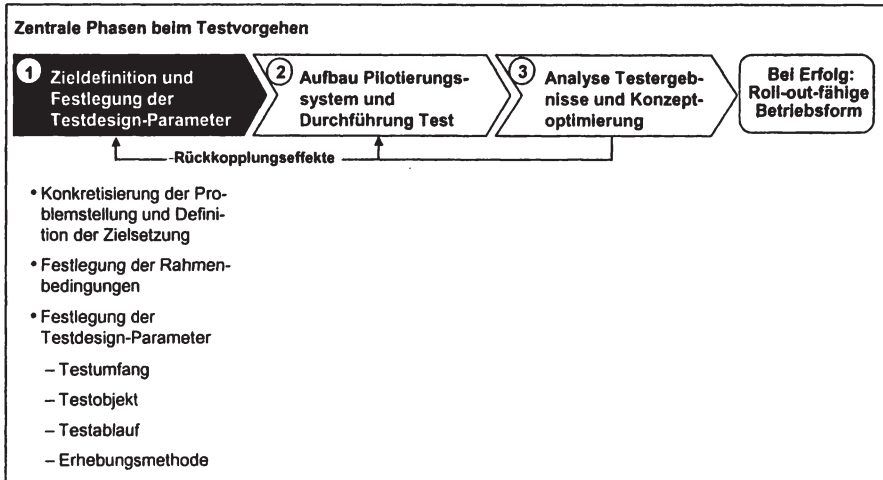 Zentrale Phasen beim Testvorgehen
1 Zieldefinition und
Festlegung der
Testdesign-Parameter
2 Aufbau Pilotierungs-
system und
Durchführung Test
3 Analyse Testergeb-
nisse und Konzept-
optimierung
Bei Erfolg:
Roll-out-fähige
Betriebsform
-Rückkopplungseffekte
• Konkretisierung der Pro-
blemstellung und Defini-
tion der Zielsetzung
• Festlegung der Rahmen-
bedingungen
• Festlegung der
Testdesign-Parameter
– Testumfang
– Testobjekt
– Testablauf
– Erhebungsmethode